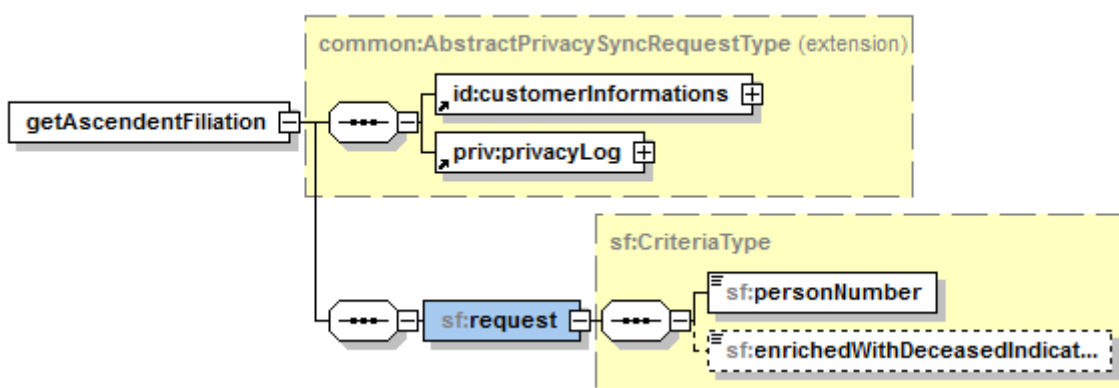 common:AbstractPrivacySyncRequestType (extension)
id:customerInformations
getAscendentFiliation
priv:privacyLog
sf:CriteriaType
sf:personNumber
sf:request
sf:enrichedWithDeceasedIndicat...